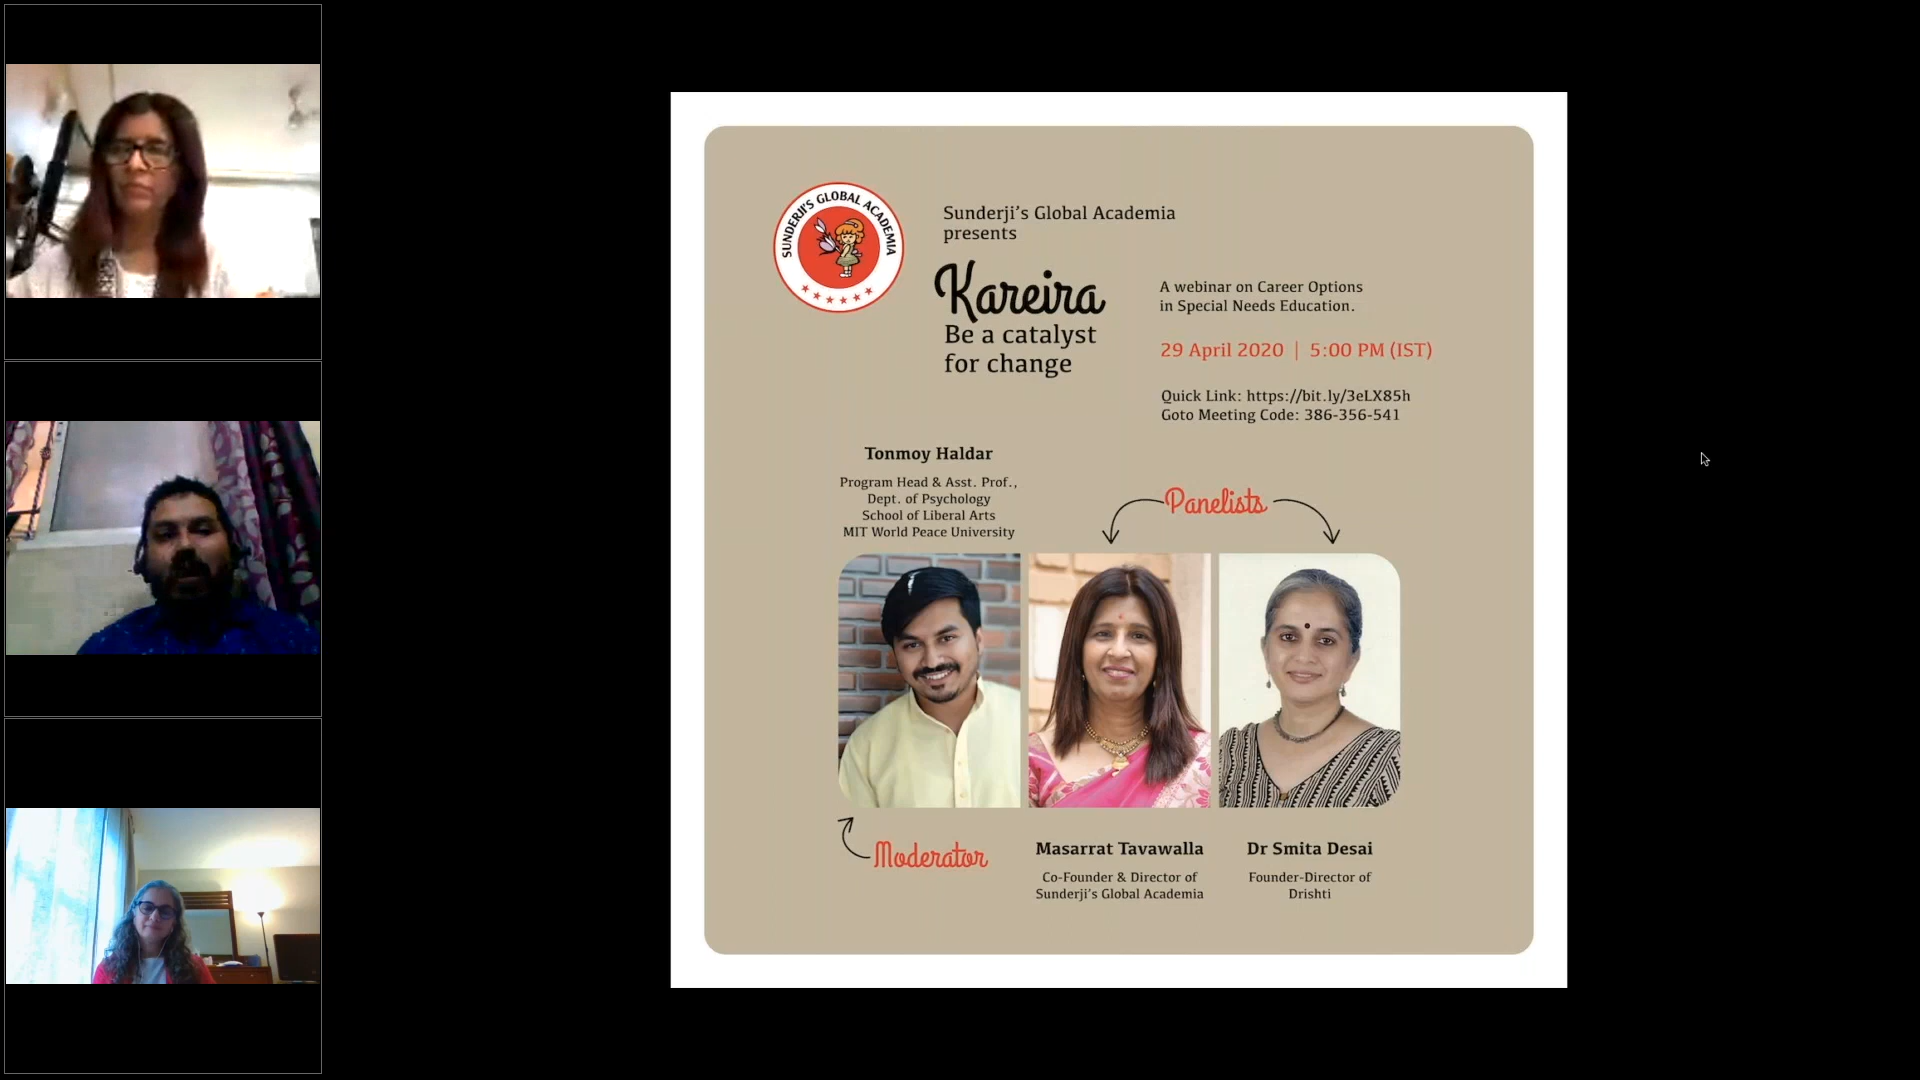 SUNDERJI'S GLOBAL ACADEMIA
Sunderji's Global Academia
presents
Kareira
Be a catalyst
for change
A webinar on Career Options
in Special Needs Education.
29 April 2020 | 5:00 PM (IST)
Quick Link: https://bit.ly/3eLX85h
Goto Meeting Code: 386-356-541
Tonmoy Haldar
Program Head & Asst. Prof.,
Dept. of Psychology
School of Liberal Arts
MIT World Peace University
Panelists
Moderator
Masarrat Tavawalla
Co-Founder & Director of
Sunderji's Global Academia
Dr Smita Desai
Founder-Director of
Drishti